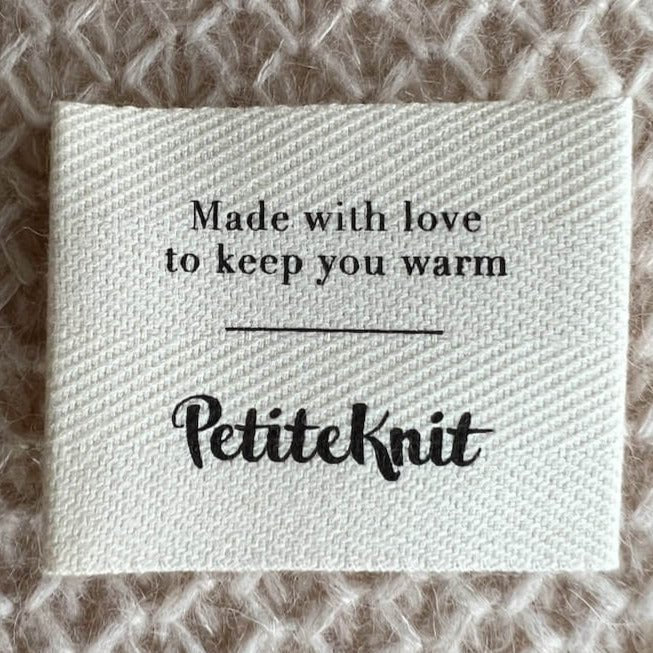 Made with love
to keep you warm
PetiteKnit